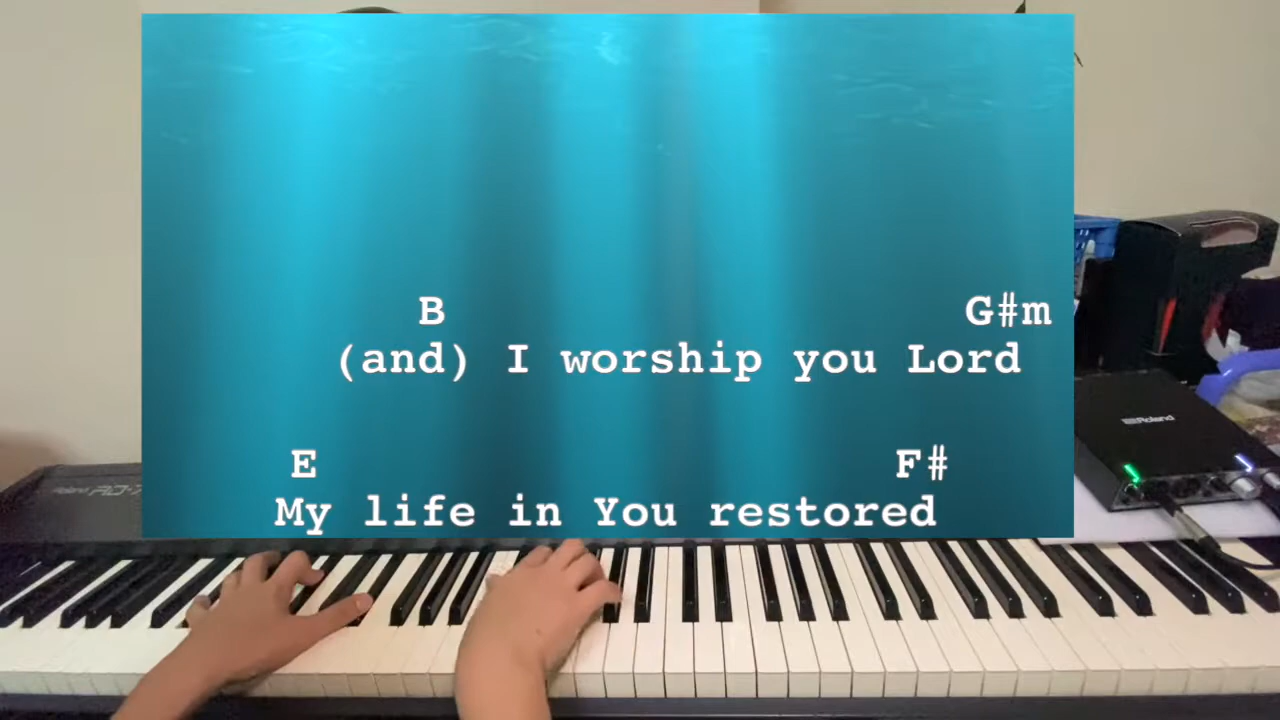 B G#m
(and) I worship you Lord
E F#
My life in You restored
Roland